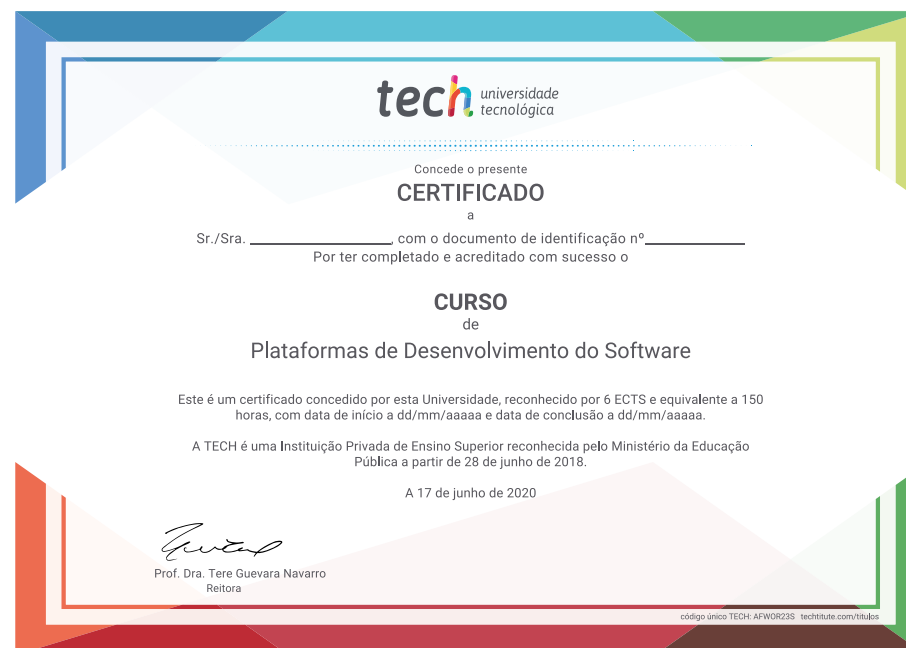 tech universidade
tecnológica
Concede o presente
CERTIFICADO
a
Sr./Sra. ____________________, com o documento de identificação nº______________
Por ter completado e acreditado com sucesso o
CURSO
de
Plataformas de Desenvolvimento do Software
Este é um certificado concedido por esta Universidade, reconhecido por 6 ECTS e equivalente a 150
horas, com data de início a dd/mm/aaaaa e data de conclusão a dd/mm/aaaaa.
A TECH é uma Instituição Privada de Ensino Superior reconhecida pelo Ministério da Educação
Pública a partir de 28 de junho de 2018.
A 17 de junho de 2020
Prof. Dra. Tere Guevara Navarro
Reitora
código único TECH: AFWOR23S techtitute.com/titulos